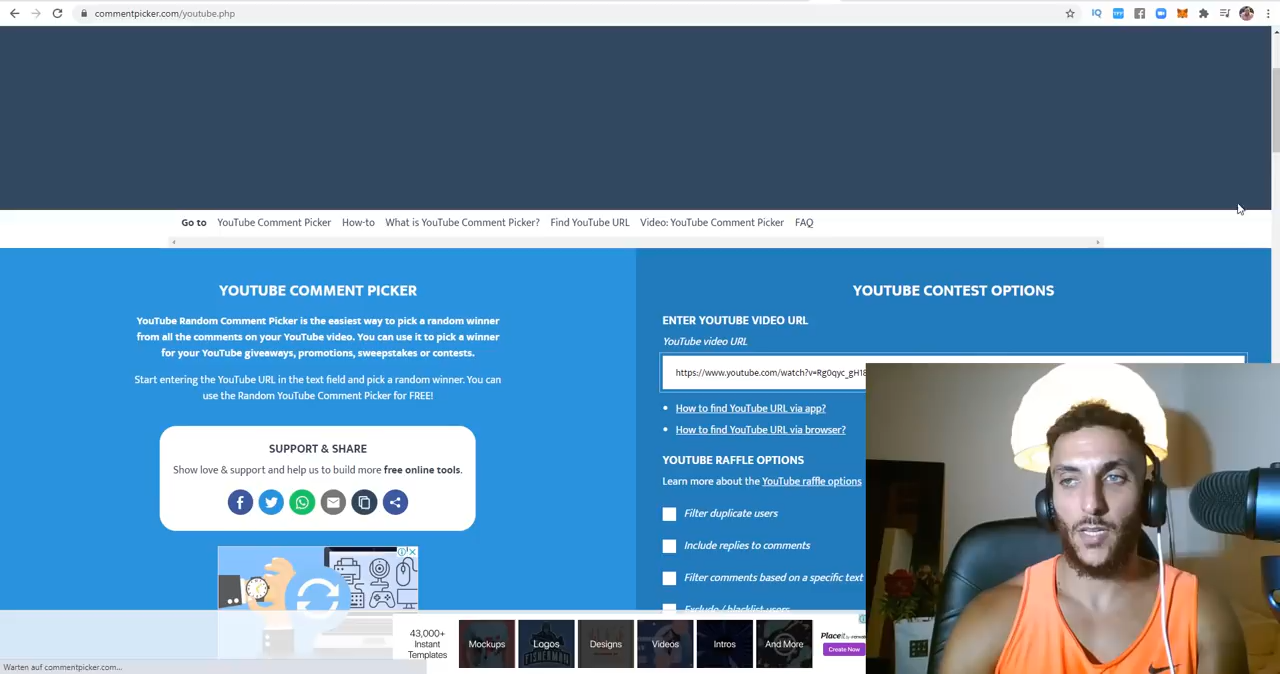 commentpicker.com/youtube.php
IQ
Go to YouTube Comment Picker How-to What is YouTube Comment Picker? Find YouTube URL Video: YouTube Comment Picker FAQ
YOUTUBE COMMENT PICKER
YouTube Random Comment Picker is the easiest way to pick a random winner
from all the comments on your YouTube video. You can use it to pick a winner
for your YouTube giveaways, promotions, sweepstakes or contests.
Start entering the YouTube URL in the text field and pick a random winner. You can
use the Random YouTube Comment Picker for FREE!
SUPPORT & SHARE
Show love & support and help us to build more free online tools.
YOUTUBE CONTEST OPTIONS
ENTER YOUTUBE VIDEO URL
YouTube video URL
https://www.youtube.com/watch?v=Rg0qyc_gH18
How to find YouTube URL via app?
How to find YouTube URL via browser?
YOUTUBE RAFFLE OPTIONS
Learn more about the YouTube raffle options
Filter duplicate users
Include replies to comments
Filter comments based on a specific text
Exclude / blacklist users
43,000+
Instant
Templates
Mockups
Logos
Designs
Videos
Intros
And More
Placeit
Create Now
Warten auf commentpicker.com...